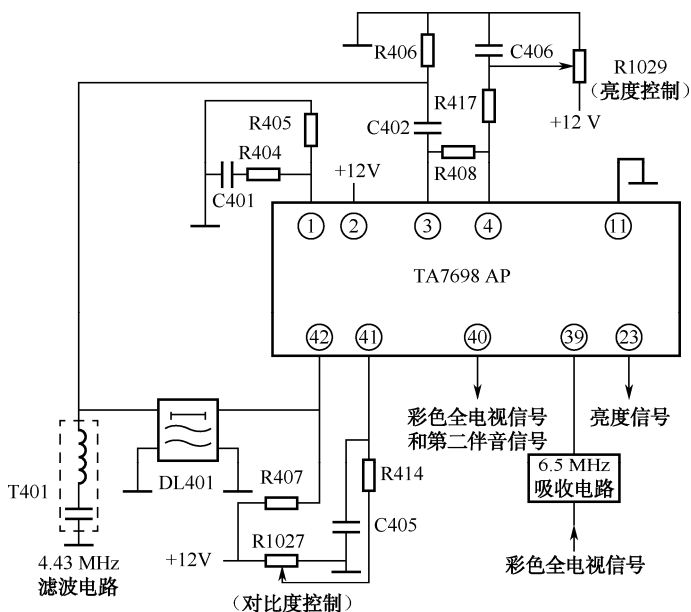 R406
C406
R1029
(亮度控制)
+12 V
R417
C402
R405
R404
C401
+12V
R408
1
2
3
4
11
TA7698 AP
42
41
40
39
23
彩色全电视信号
和第二伴音信号
亮度信号
6.5 MHz
吸收电路
彩色全电视信号
DL401
T401
4.43 MHz
滤波电路
R407
R414
C405
+12V
R1027
(对比度控制)